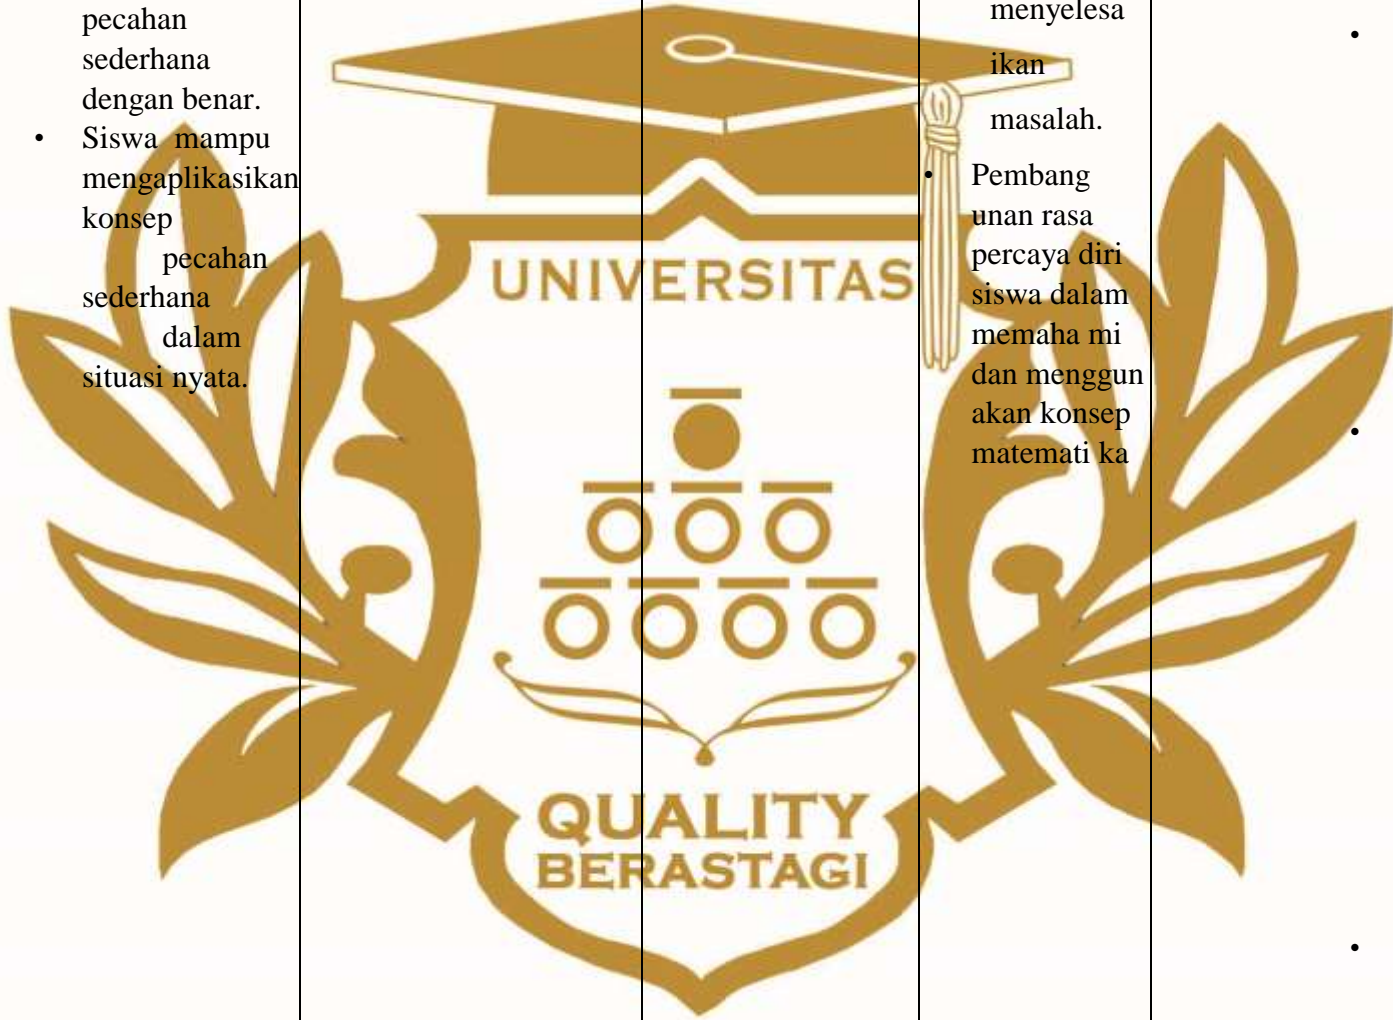 pecahan
sederhana
dengan benar.
• Siswa mampu
mengaplikasikan
konsep
pecahan
sederhana
dalam
situasi nyata.
menyelesa
ikan
masalah.
• Pembang
unan rasa
percaya diri
siswa dalam
memaha mi
dan menggun
akan konsep
matemati ka
•
•
•
UNIVERSITAS
QUALITY
BERASTAGI